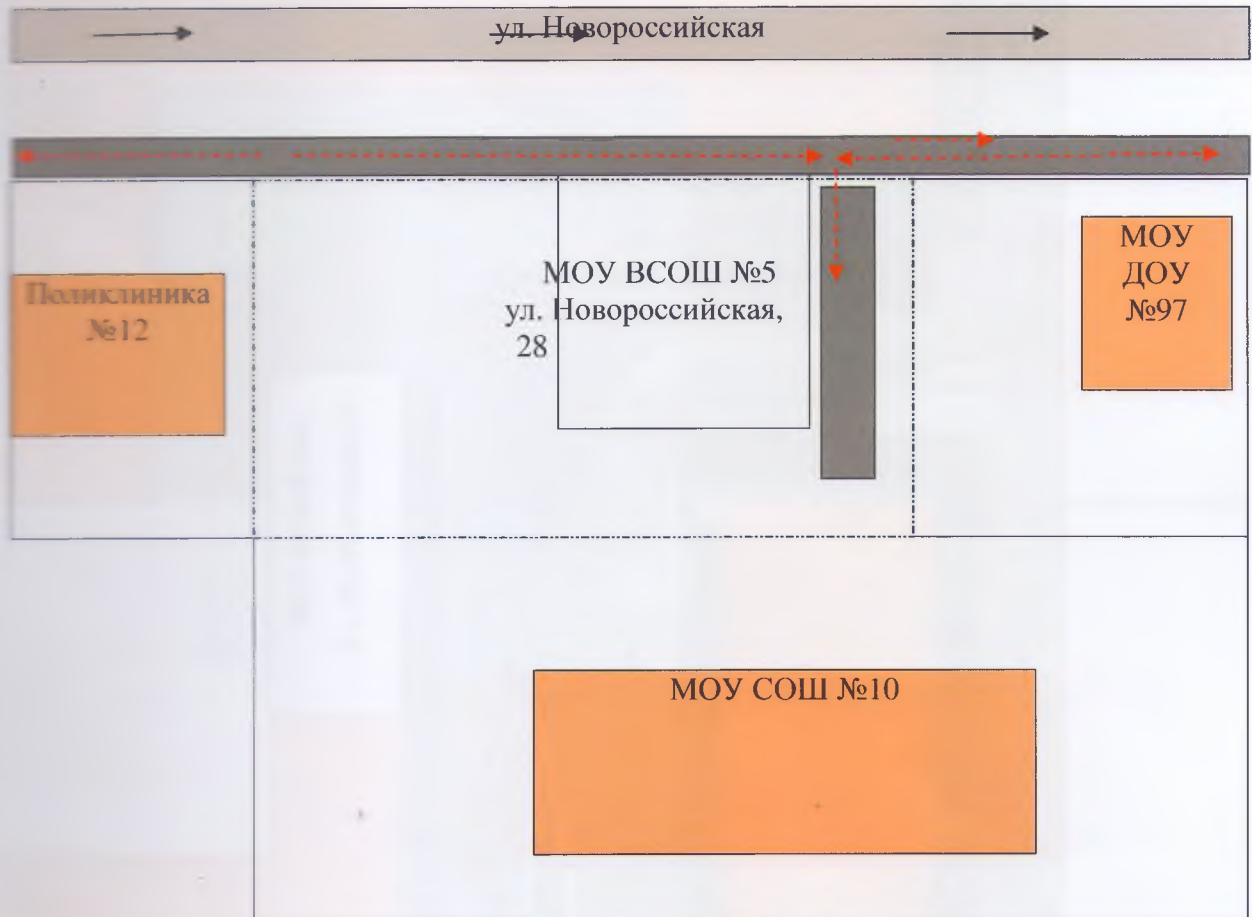 ул. Новороссийская
МОУ ВСОШ №5
ул. Новороссийская,
28
Поликлиника
№12
МОУ
ДОУ
№97
МОУ СОШ №10